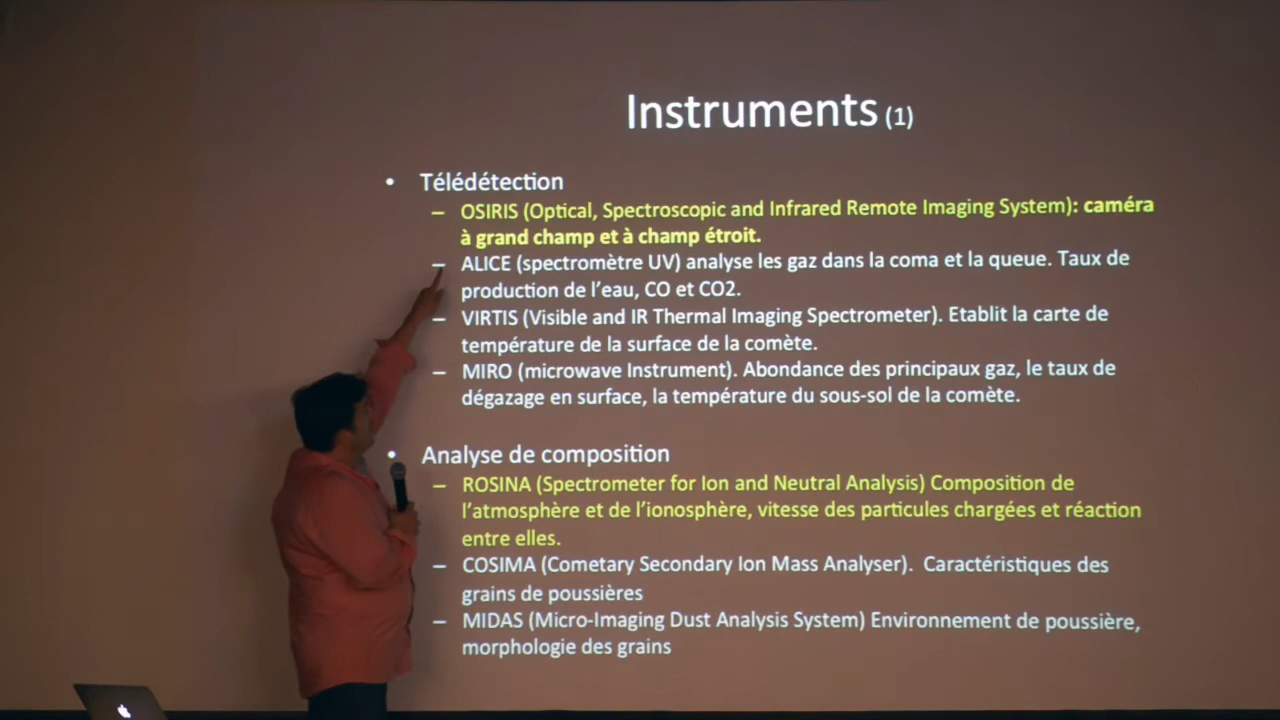 Instruments (1)
• Télédétection
– OSIRIS (Optical, Spectroscopic and Infrared Remote Imaging System): caméra
à grand champ et à champ étroit.
– ALICE (spectromètre UV) analyse les gaz dans la coma et la queue. Taux de
production de l'eau, CO et CO2.
– VIRTIS (Visible and IR Thermal Imaging Spectrometer). Etablit la carte de
température de la surface de la comète.
– MIRO (microwave Instrument). Abondance des principaux gaz, le taux de
dégazage en surface, la température du sous-sol de la comète.
• Analyse de composition
– ROSINA (Spectrometer for Ion and Neutral Analysis) Composition de
l'atmosphère et de l'ionosphère, vitesse des particules chargées et réaction
entre elles.
– COSIMA (Cometary Secondary Ion Mass Analyser). Caractéristiques des
grains de poussières
– MIDAS (Micro-Imaging Dust Analysis System) Environnement de poussière,
morphologie des grains